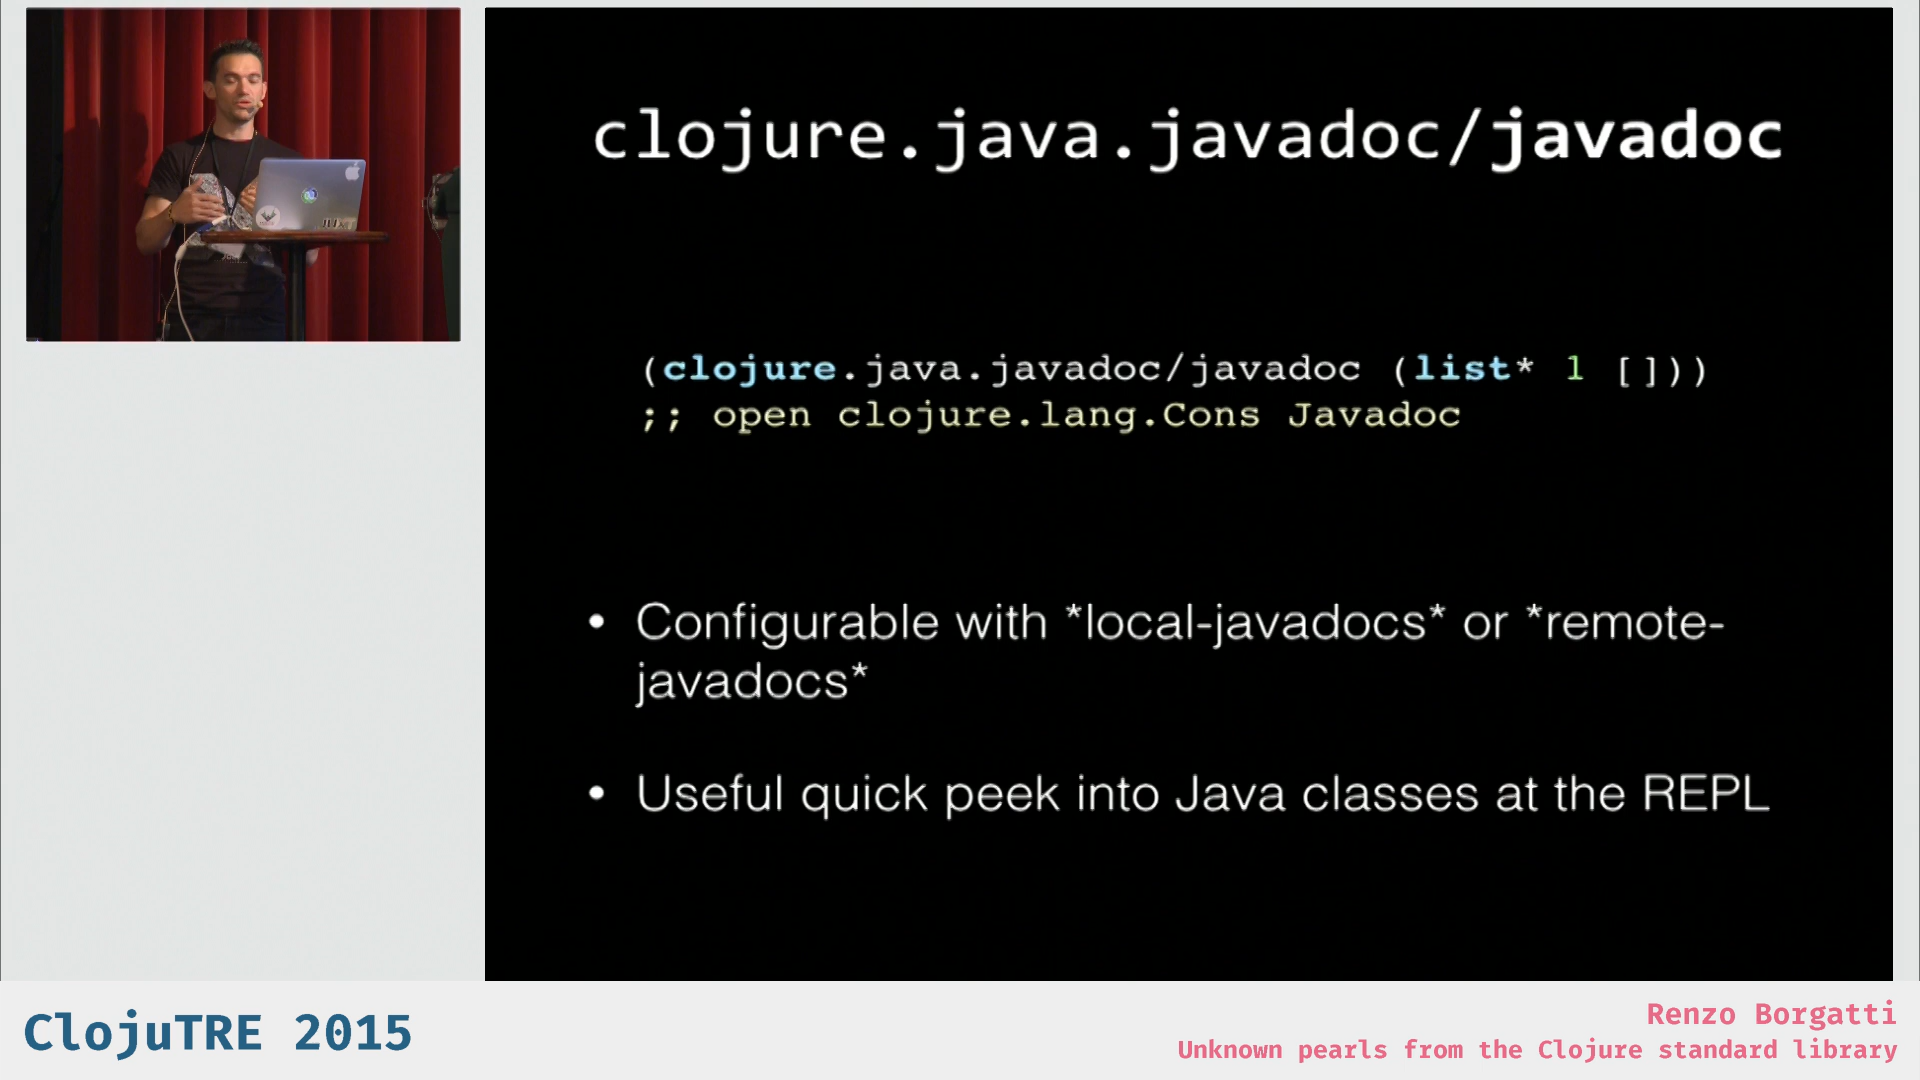 clojure.java.javadoc/javadoc
(clojure.java.javadoc/javadoc (list* 1 []))
;; open clojure.lang.Cons Javadoc
• Configurable with *local-javadocs* or *remote-
javadocs*
• Useful quick peek into Java classes at the REPL
ClojuTRE 2015
Renzo Borgatti
Unknown pearls from the Clojure standard library